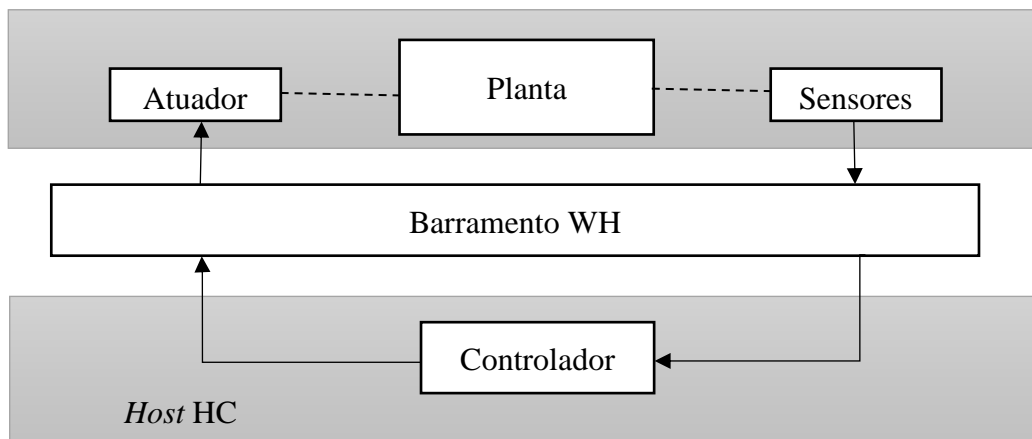 Atuador
Planta
Sensores
Barramento WH
Controlador
Host HC